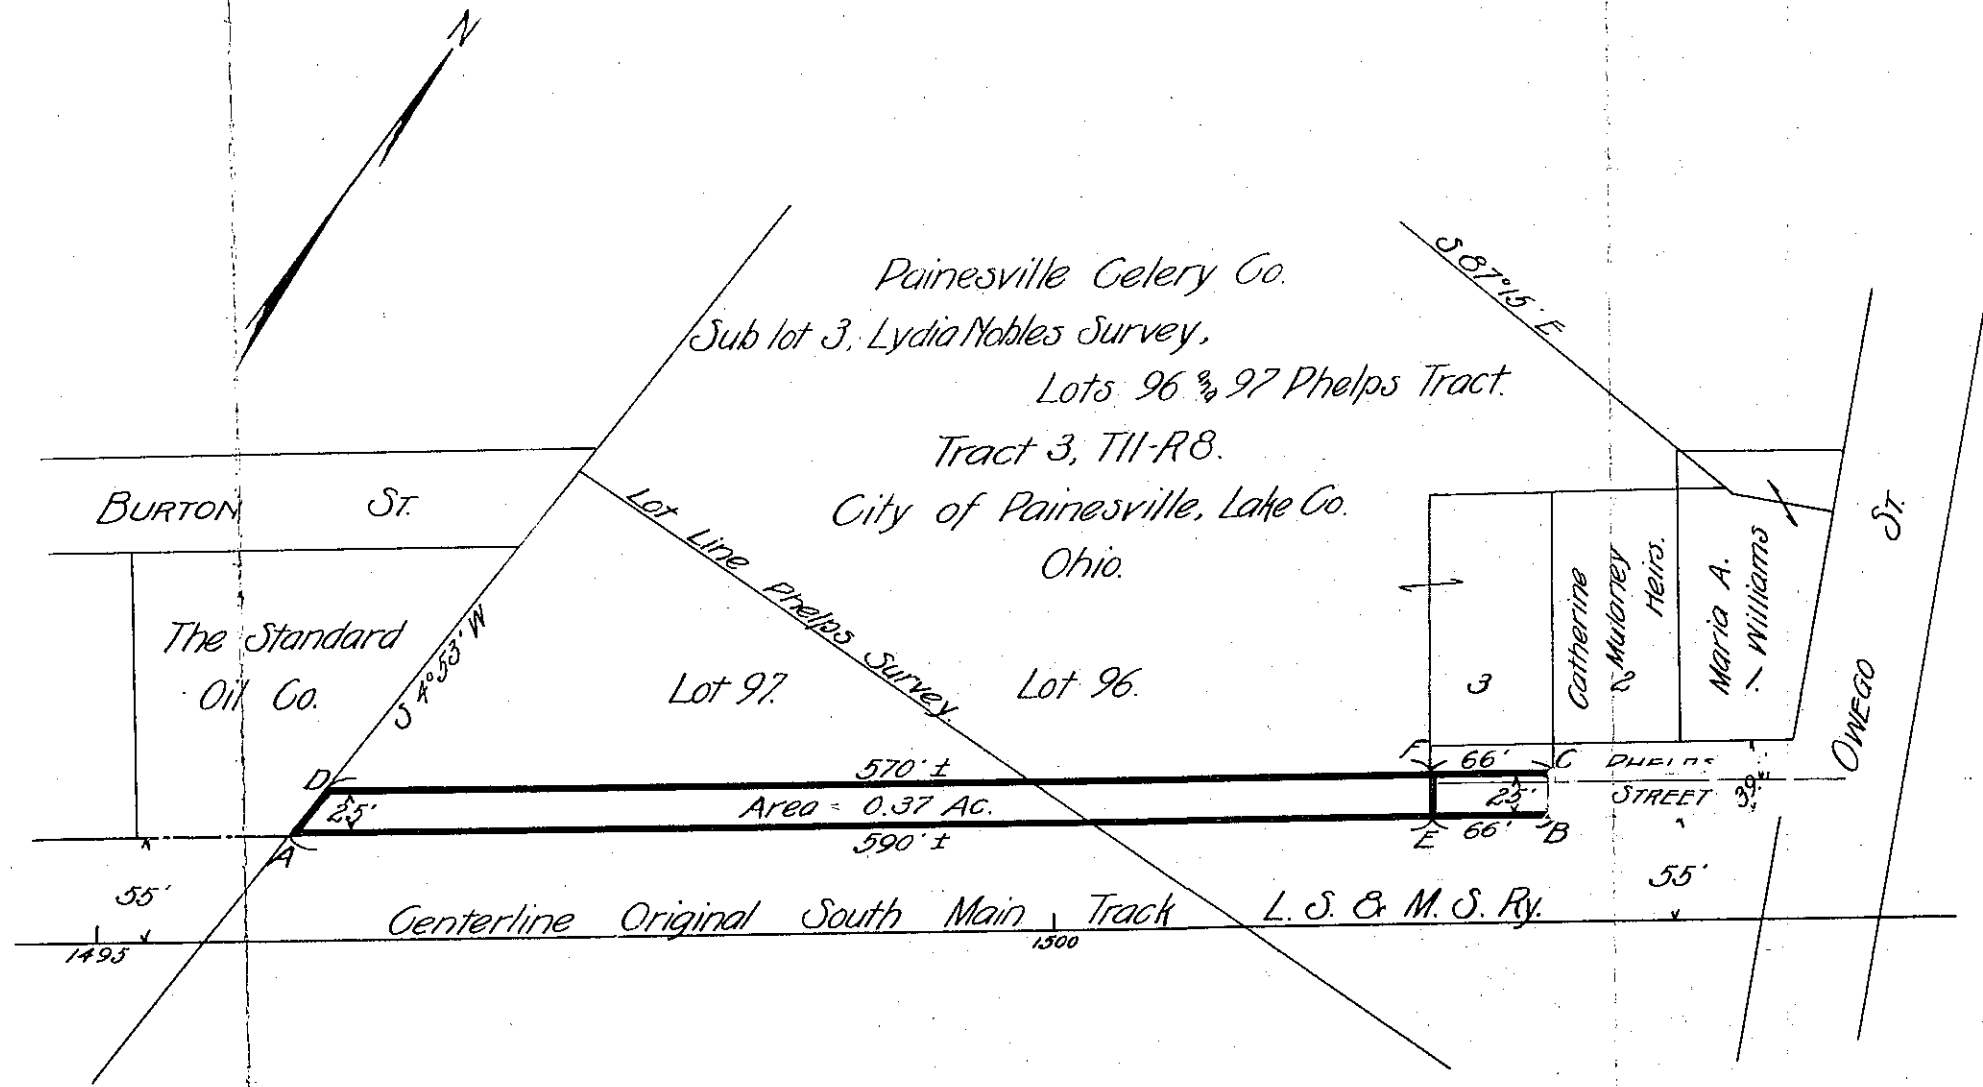 N
Painesville Celery Co.
Sub lot 3, Lydia Nobles Survey,
Lots 96 & 97 Phelps Tract.
Tract 3, T11-R8.
City of Painesville, Lake Co.
Ohio.
S 87°15' E
BURTON ST.
Lot Line Phelps Survey.
The Standard
Oil Co.
S 4°53' W
Lot 97.
Lot 96.
3
Catherine
2 Muloney
Heirs.
Maria A.
1 Williams
OWEGO ST.
D
570' ±
F
66'
C
PHELPS
STREET
39'
25'
Area = 0.37 Ac.
25'
A
590' ±
E
66'
B
55'
55'
Centerline Original South Main Track L. S. & M. S. Ry.
1495
1500